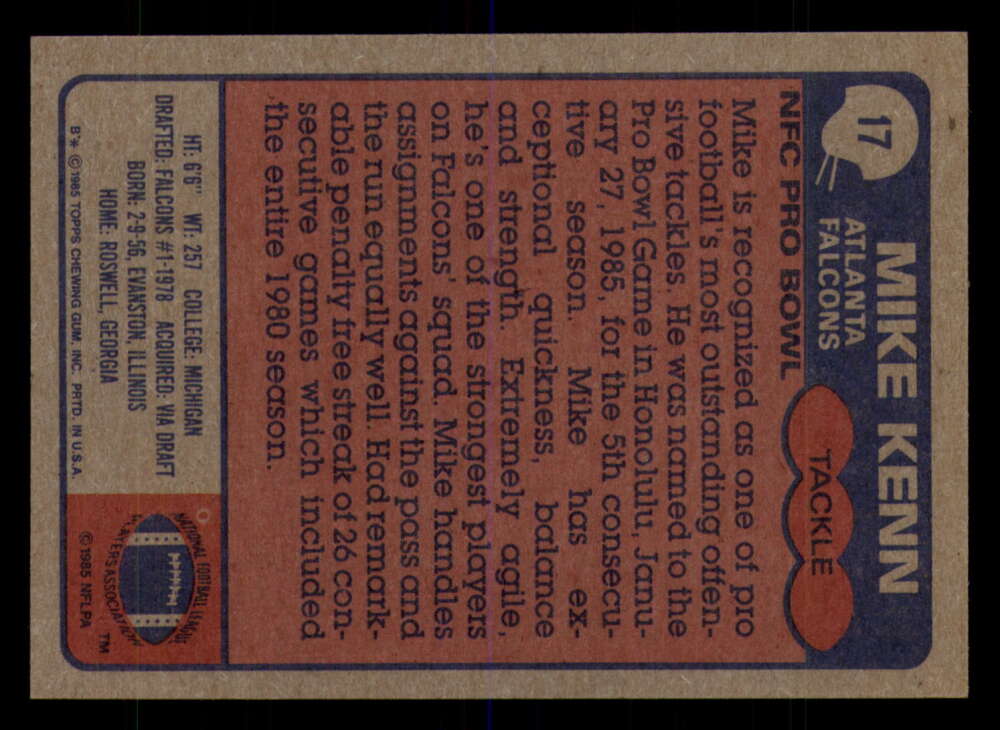 17
MIKE KENN
ATLANTA
FALCONS
TACKLE
NFC PRO BOWL
Mike is recognized as one of pro
football's most outstanding offen-
sive tackles. He was named to the
Pro Bowl Game in Honolulu, Janu-
ary 27, 1985, for the 5th consecu-
tive season. Mike has ex-
ceptional quickness, balance
and strength. Extremely agile,
he's one of the strongest players
on Falcons' squad. Mike handles
assignments against the pass and
the run equally well. Had remark-
able penalty free streak of 26 con-
secutive games which included
the entire 1980 season.
HT: 6'6" WT: 257 COLLEGE: MICHIGAN
DRAFTED: FALCONS #1-1978 ACQURED: VIA DRAFT
BORN: 2-9-56, EVANSTON, ILLINOIS
HOME: ROSWELL, GEORGIA
B* ©1985 TOPPS CHEWING GUM, INC. PRTD. IN U.S.A.
NATIONAL FOOTBALL LEAGUE
PLAYERS ASSOCIATION
TM
©1985 NFLPA